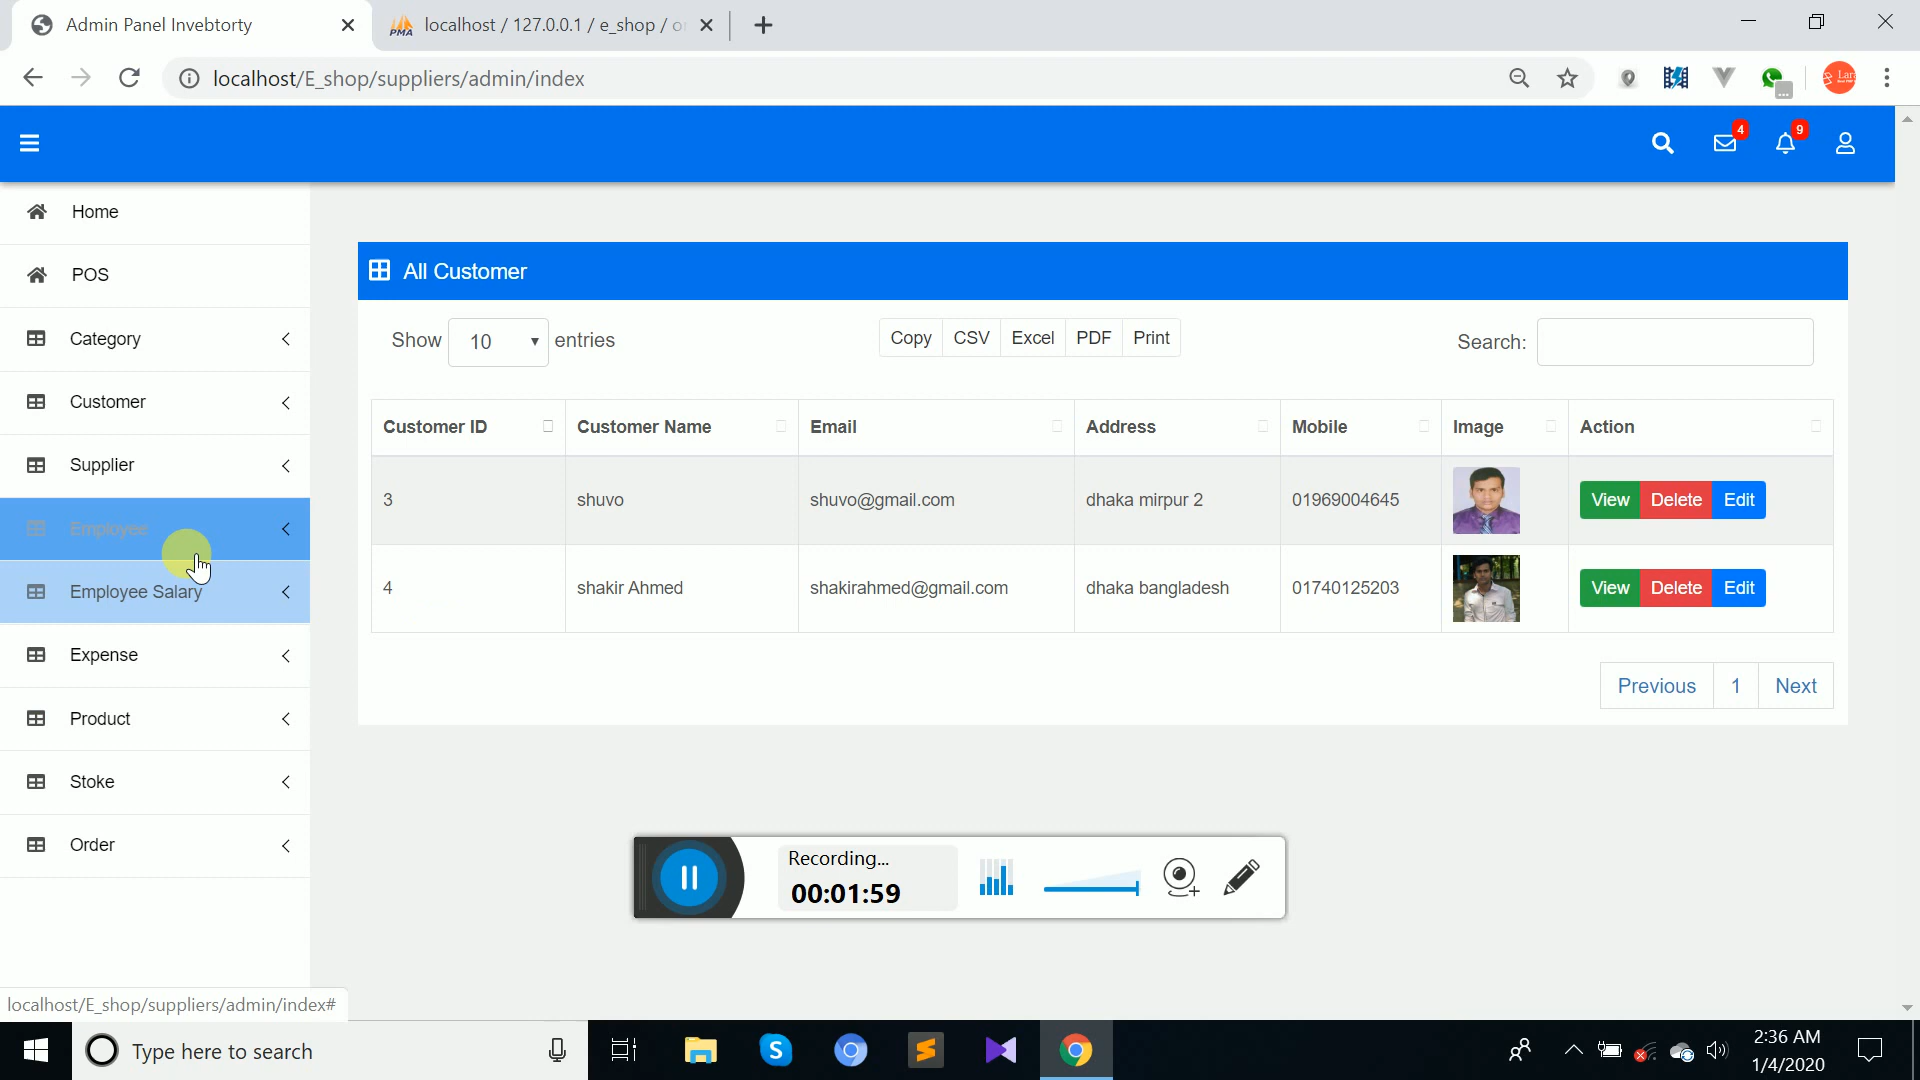 Admin Panel Invebtorty
localhost / 127.0.0.1 / e_shop / o
localhost/E_shop/suppliers/admin/index
4
9
Home
POS
Category
Customer
Supplier
Employee
Employee Salary
Expense
Product
Stoke
Order
All Customer
Show 10 entries
Copy CSV Excel PDF Print
Search:
Customer ID Customer Name Email Address Mobile Image Action
3 shuvo shuvo@gmail.com dhaka mirpur 2 01969004645 View Delete Edit
4 shakir Ahmed shakirahmed@gmail.com dhaka bangladesh 01740125203 View Delete Edit
Previous 1 Next
Recording...
00:01:59
localhost/E_shop/suppliers/admin/index#
Type here to search
2:36 AM
1/4/2020